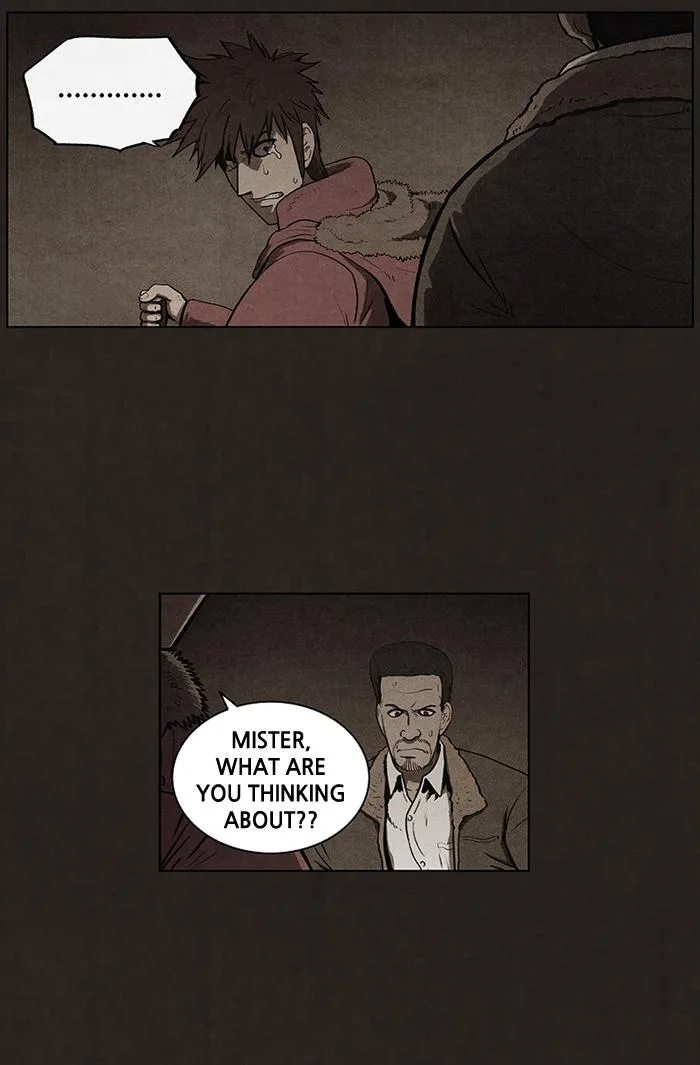 ..............
MISTER,
WHAT ARE
YOU THINKING
ABOUT??